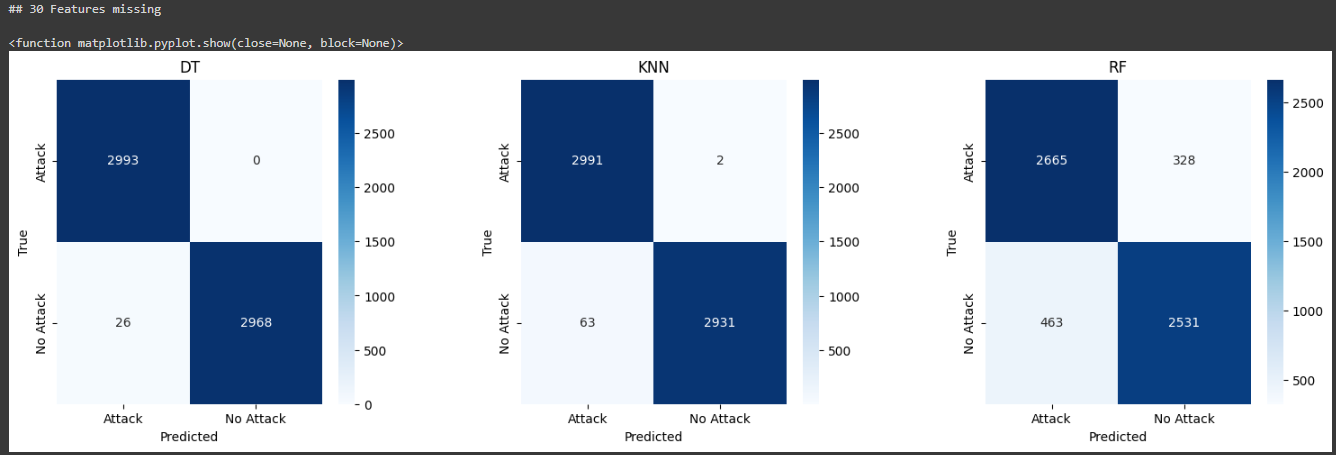 ## 30 Features missing
<function matplotlib.pyplot.show(close=None, block=None)>
DT
Attack
No Attack
True
2993
0
26
2968
Attack
No Attack
Predicted
2500
2000
1500
1000
500
0
KNN
Attack
No Attack
True
2991
2
63
2931
Attack
No Attack
Predicted
2500
2000
1500
1000
500
RF
Attack
No Attack
True
2665
328
463
2531
Attack
No Attack
Predicted
2500
2000
1500
1000
500